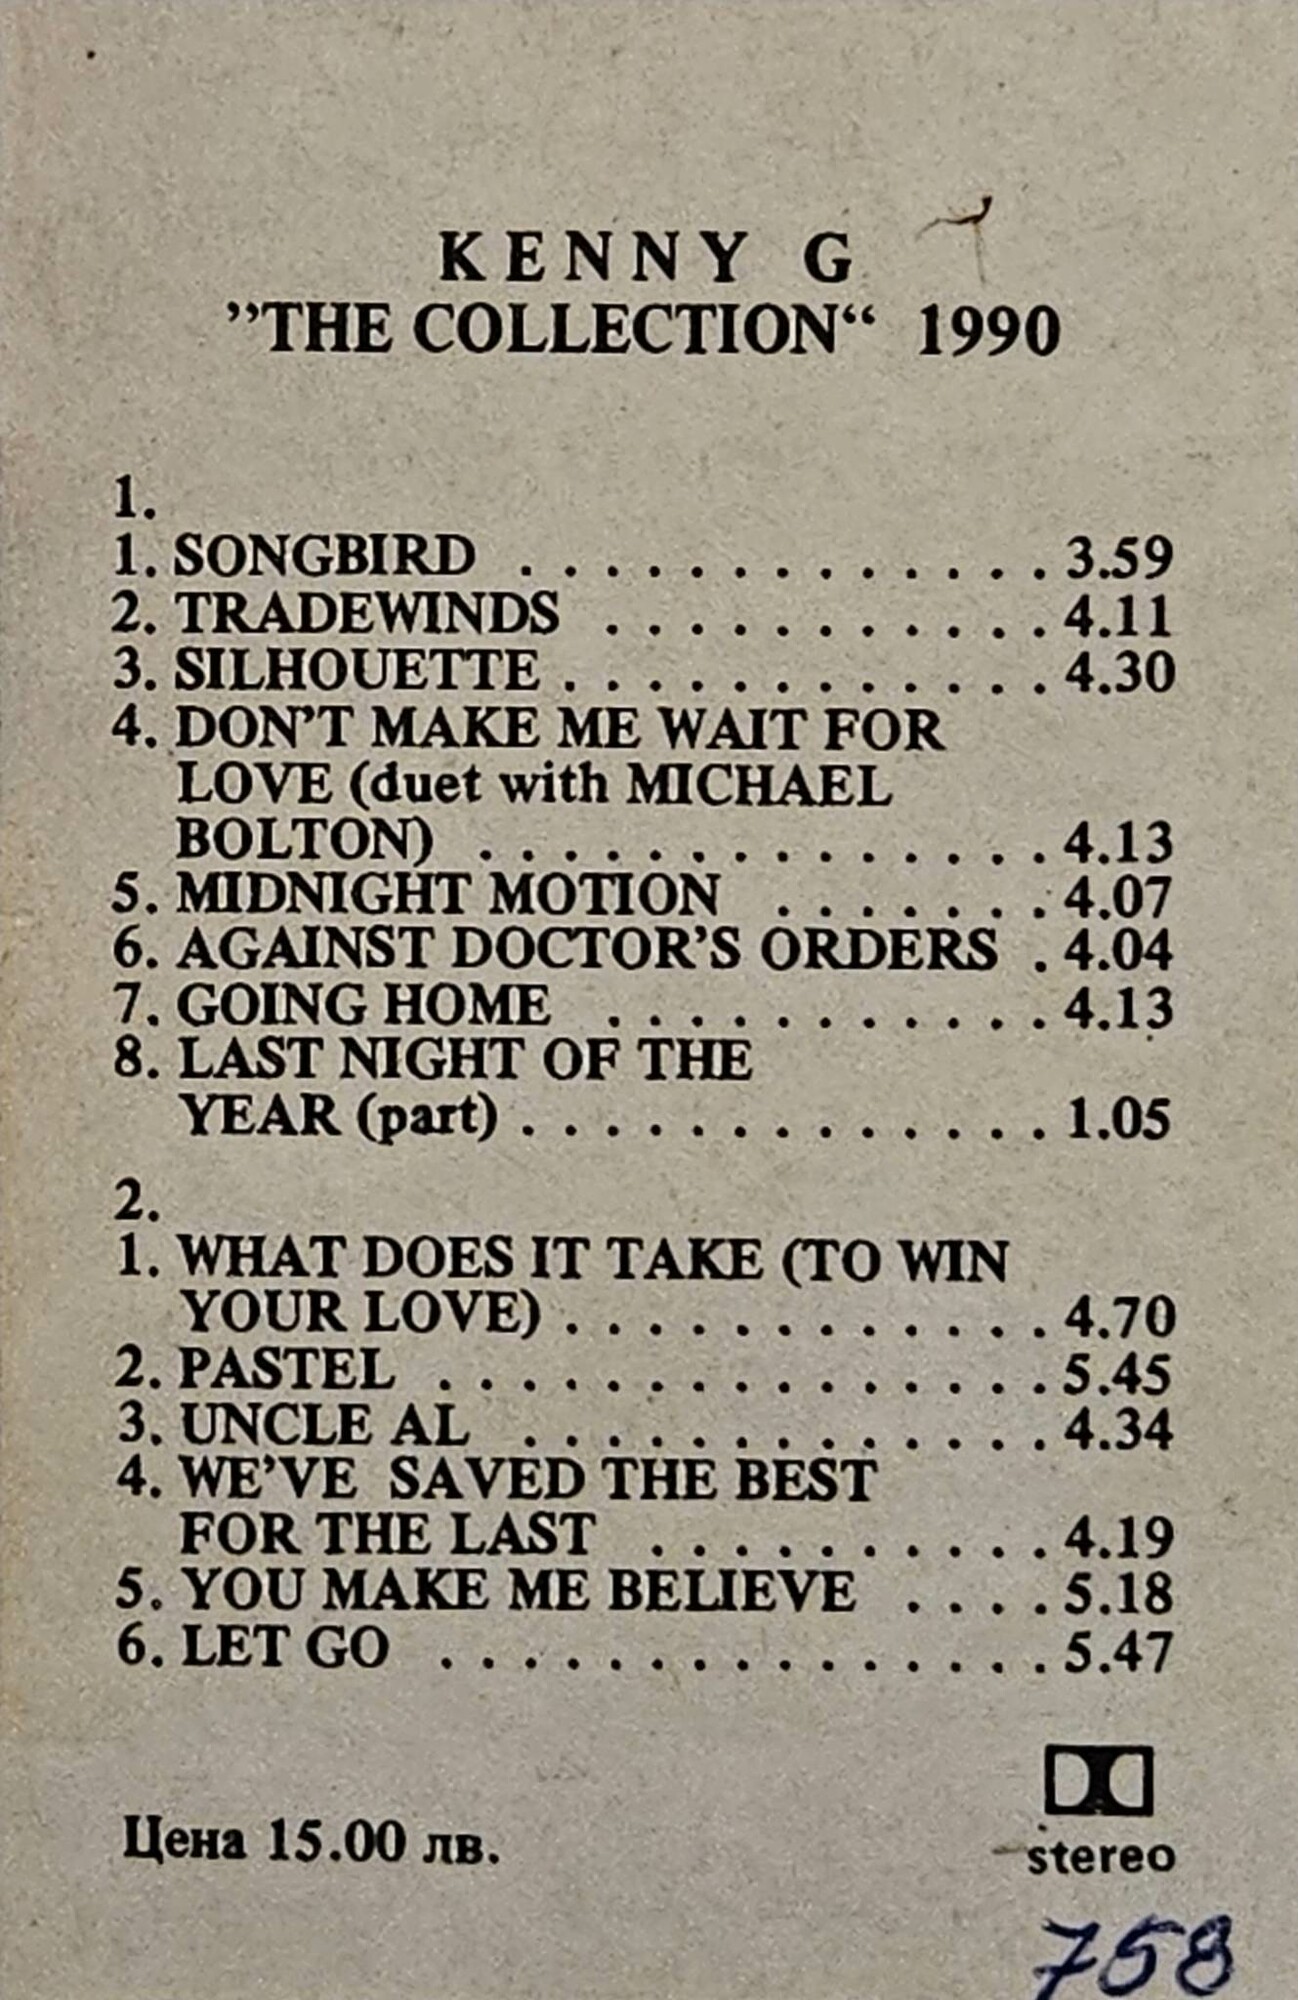 KENNY G
”THE COLLECTION“ 1990
1.
1. SONGBIRD . . . . . . . . . . . . . 3.59
2. TRADEWINDS . . . . . . . . . . . 4.11
3. SILHOUETTE . . . . . . . . . . . . 4.30
4. DON'T MAKE ME WAIT FOR
LOVE (duet with MICHAEL
BOLTON) . . . . . . . . . . . . . . 4.13
5. MIDNIGHT MOTION . . . . . . . 4.07
6. AGAINST DOCTOR'S ORDERS . 4.04
7. GOING HOME . . . . . . . . . . . 4.13
8. LAST NIGHT OF THE
YEAR (part) . . . . . . . . . . . . . 1.05
2.
1. WHAT DOES IT TAKE (TO WIN
YOUR LOVE) . . . . . . . . . . . . 4.70
2. PASTEL . . . . . . . . . . . . . . . 5.45
3. UNCLE AL . . . . . . . . . . . . . 4.34
4. WE'VE SAVED THE BEST
FOR THE LAST . . . . . . . . . . 4.19
5. YOU MAKE ME BELIEVE . . . . 5.18
6. LET GO . . . . . . . . . . . . . . . 5.47
Цена 15.00 лв.
stereo
758